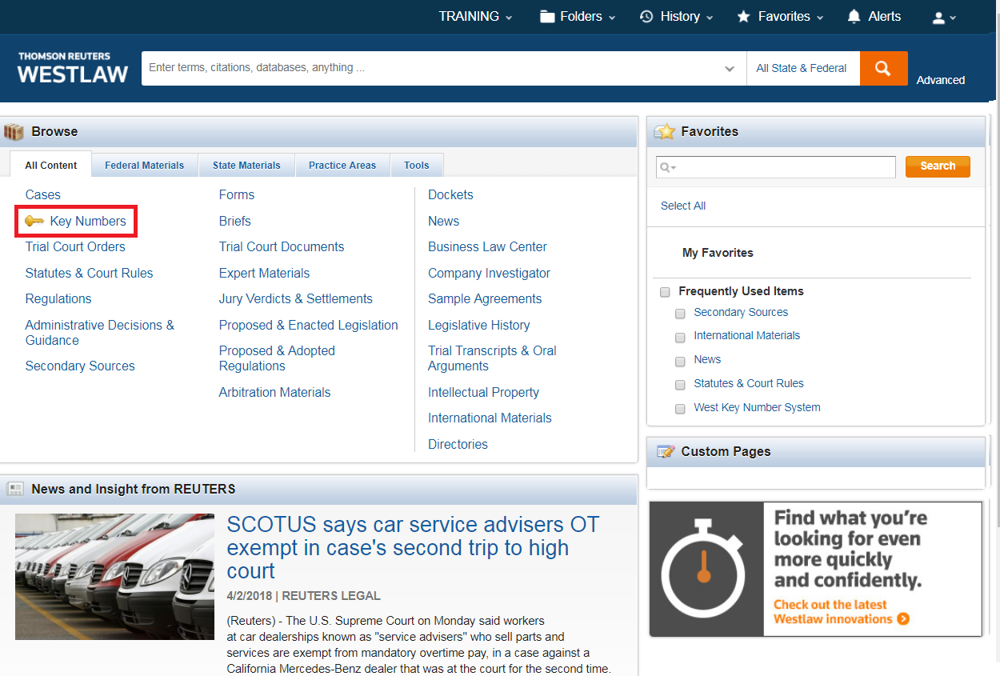 TRAINING Folders History Favorites Alerts
THOMSON REUTERS
WESTLAW
Enter terms, citations, databases, anything ...
All State & Federal
Advanced
Browse
All Content Federal Materials State Materials Practice Areas Tools
Cases
Key Numbers
Trial Court Orders
Statutes & Court Rules
Regulations
Administrative Decisions &
Guidance
Secondary Sources
Forms
Briefs
Trial Court Documents
Expert Materials
Jury Verdicts & Settlements
Proposed & Enacted Legislation
Proposed & Adopted
Regulations
Arbitration Materials
Dockets
News
Business Law Center
Company Investigator
Sample Agreements
Legislative History
Trial Transcripts & Oral
Arguments
Intellectual Property
International Materials
Directories
News and Insight from REUTERS
SCOTUS says car service advisers OT
exempt in case's second trip to high
court
4/2/2018 | REUTERS LEGAL
(Reuters) - The U.S. Supreme Court on Monday said workers
at car dealerships known as "service advisers" who sell parts and
services are exempt from mandatory overtime pay, in a case against a
California Mercedes-Benz dealer that was at the court for the second time.
Favorites
Search
Select All
My Favorites
Frequently Used Items
Secondary Sources
International Materials
News
Statutes & Court Rules
West Key Number System
Custom Pages
Find what you're
looking for even
more quickly
and confidently.
Check out the latest
Westlaw innovations